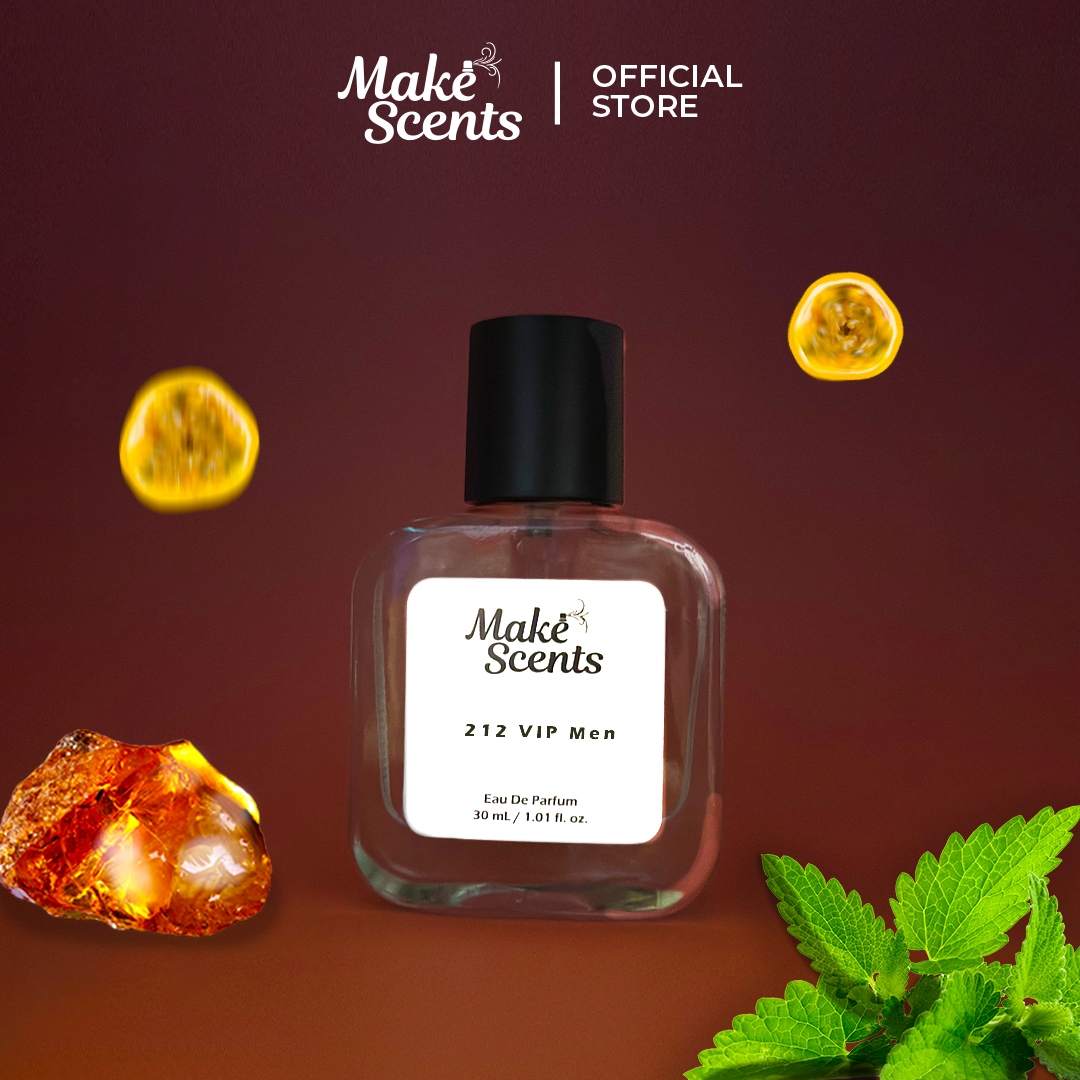 Make
Scents
OFFICIAL
STORE
Make
Scents
212 VIP Men
Eau De Parfum
30 mL / 1.01 fl. oz.